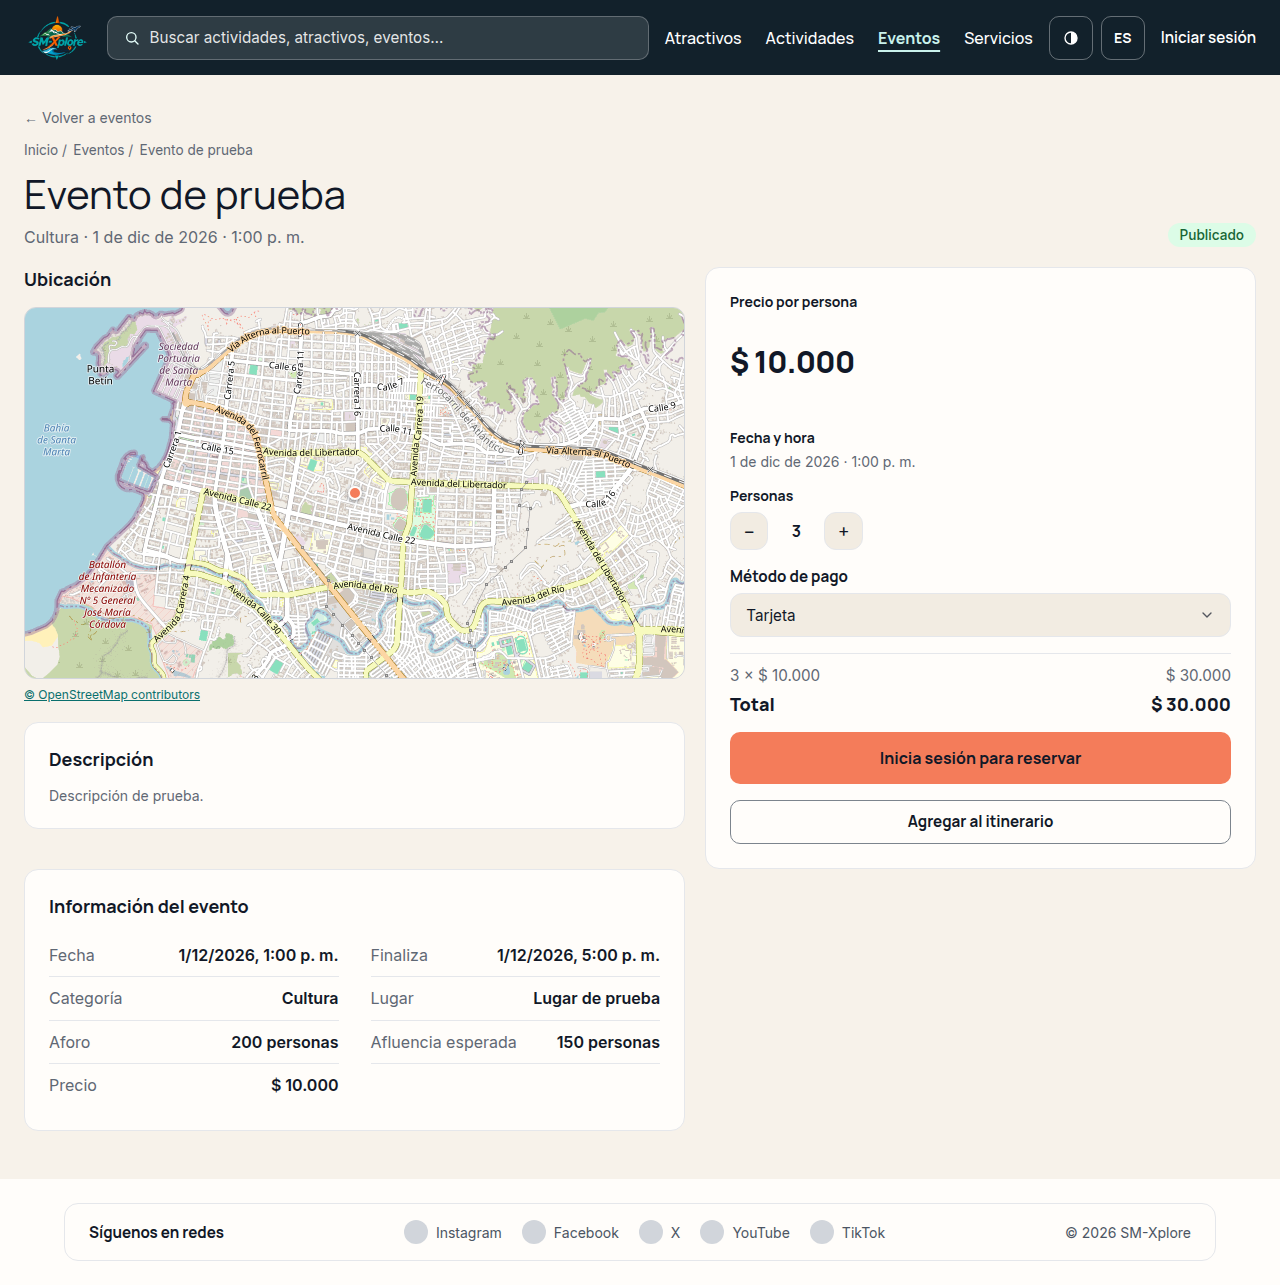 SM-Xplore
Buscar actividades, atractivos, eventos...
Atractivos
Actividades
Eventos
Servicios
ES
Iniciar sesión
← Volver a eventos
Inicio / Eventos / Evento de prueba
Evento de prueba
Cultura · 1 de dic de 2026 · 1:00 p. m.
Publicado
Ubicación
Sociedad
Portuaria
de Santa
Marta
Punta
Betín
Bahía
de Santa
Marta
Vía Alterna al Puerto
Carrera 5
Calle 6
Carrera 11
Carrera 16
Calle 7
Ferrocarril del Atlántico
Carrera 1
Avenida del Ferrocarril
Calle 15
Avenida del Libertador
Calle 11
Avenida Carrera 19
Calle 9
Vía Alterna al Puerto
Avenida del Libertador
Avenida Calle 22
Calle 16
Avenida Calle 22
Avenida del Libertador
Batallón
de Infantería
Mecanizado
N° 5 General
José María
Córdova
Avenida Carrera 4
Avenida Calle 30
Avenida del Río
Avenida del Río
Aveni
© OpenStreetMap contributors
Descripción
Descripción de prueba.
Información del evento
Fecha 1/12/2026, 1:00 p. m.
Finaliza 1/12/2026, 5:00 p. m.
Categoría Cultura
Lugar Lugar de prueba
Aforo 200 personas
Afluencia esperada 150 personas
Precio $ 10.000
Precio por persona
$ 10.000
Fecha y hora
1 de dic de 2026 · 1:00 p. m.
Personas
− 3 +
Método de pago
Tarjeta
3 × $ 10.000 $ 30.000
Total $ 30.000
Inicia sesión para reservar
Agregar al itinerario
Síguenos en redes
Instagram
Facebook
X
YouTube
TikTok
© 2026 SM-Xplore